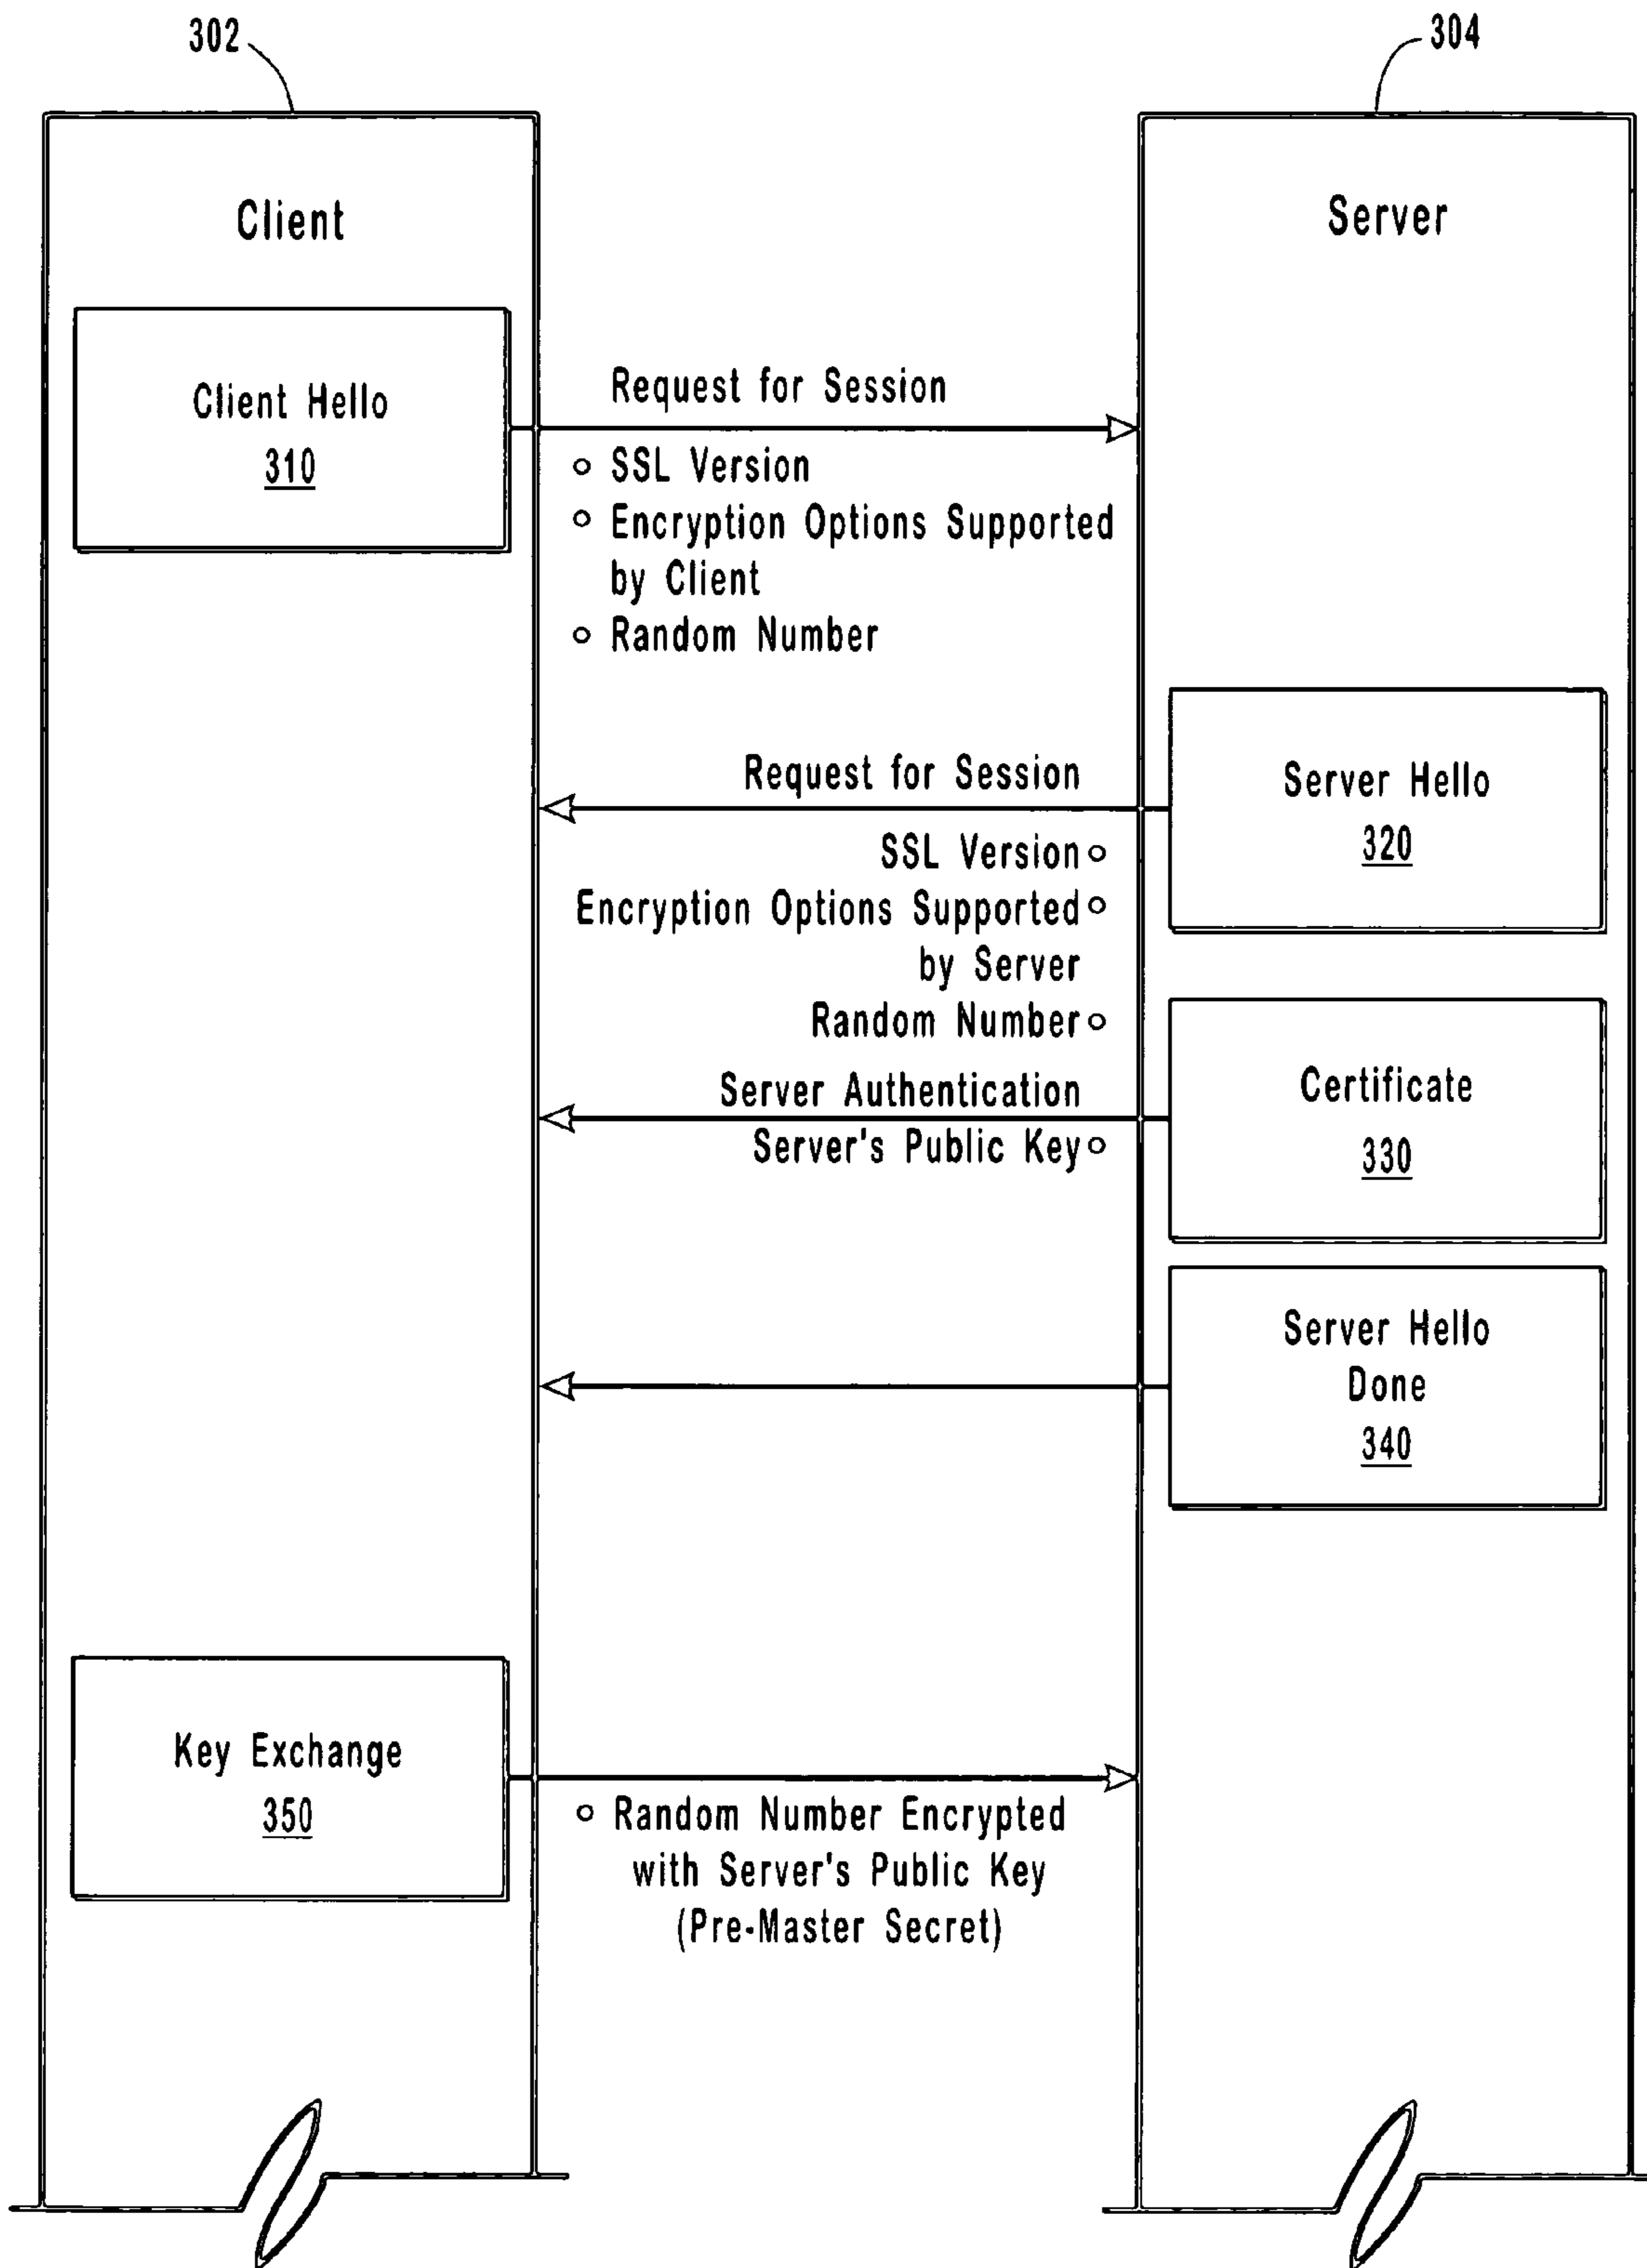 302
304
Client
Server
Client Hello
310
Request for Session
○ SSL Version
○ Encryption Options Supported
by Client
○ Random Number
Request for Session
SSL Version ○
Encryption Options Supported ○
by Server
Random Number ○
Server Hello
320
Server Authentication
Server's Public Key ○
Certificate
330
Server Hello
Done
340
Key Exchange
350
○ Random Number Encrypted
with Server's Public Key
(Pre-Master Secret)